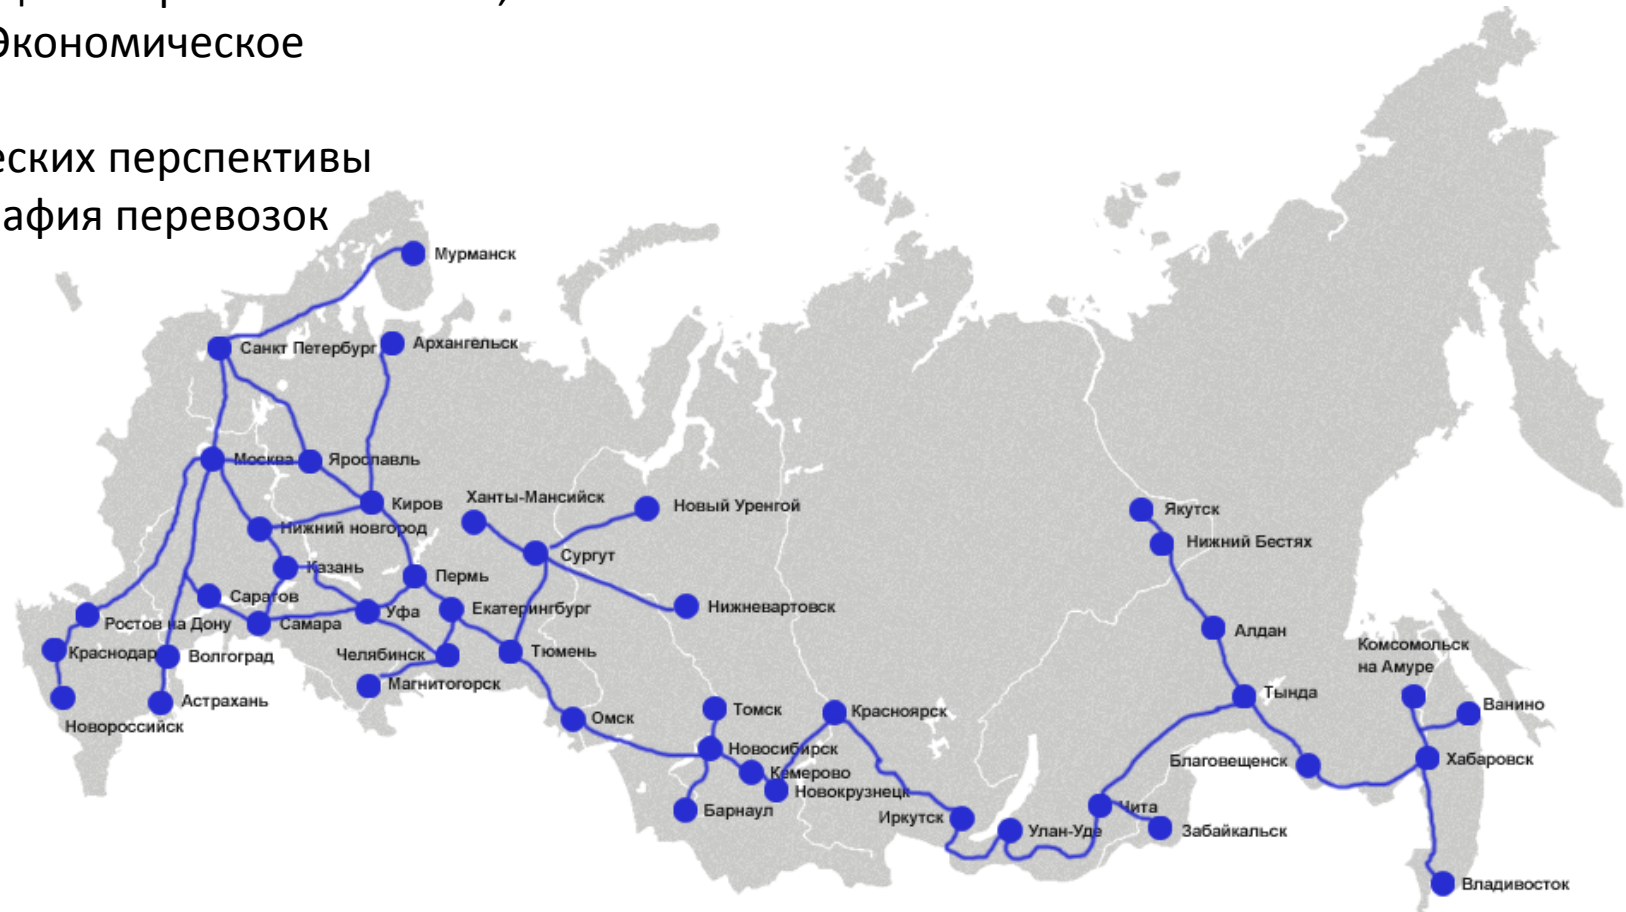 Экономическое
еских перспективы
афия перевозок
Мурманск
Санкт Петербург
Архангельск
Москва
Ярославль
Киров
Ханты-Мансийск
Новый Уренгой
Якутск
Нижний новгород
Сургут
Нижний Бестях
Казань
Пермь
Саратов
Уфа
Екатеринбург
Нижневартовск
Ростов на Дону
Самара
Алдан
Краснодар
Волгоград
Челябинск
Тюмень
Комсомольск
на Амуре
Магнитогорск
Тында
Астрахань
Ванино
Новороссийск
Омск
Томск
Красноярск
Новосибирск
Благовещенск
Хабаровск
Кемерово
Новокрузнецк
Барнаул
Иркутск
Улан-Уде
Чита
Забайкальск
Владивосток